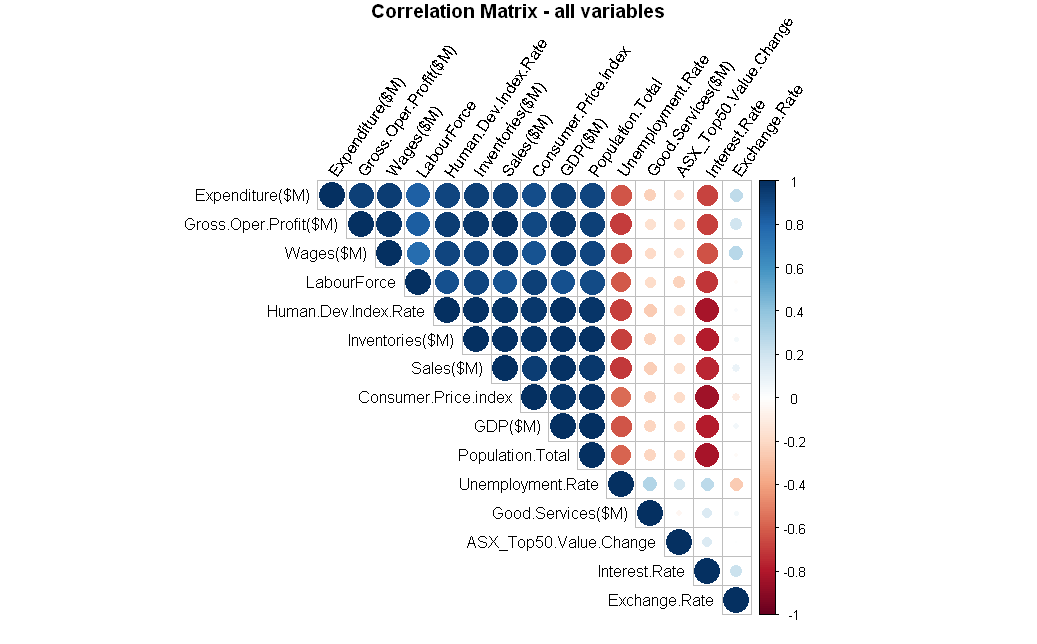 Correlation Matrix - all variables
Expenditure($M)
Gross.Oper.Profit($M)
Wages($M)
LabourForce
Human.Dev.Index.Rate
Inventories($M)
Sales($M)
Consumer.Price.index
GDP($M)
Population.Total
Unemployment.Rate
Good.Services($M)
ASX_Top50.Value.Change
Interest.Rate
Exchange.Rate
Expenditure($M)
Gross.Oper.Profit($M)
Wages($M)
LabourForce
Human.Dev.Index.Rate
Inventories($M)
Sales($M)
Consumer.Price.index
GDP($M)
Population.Total
Unemployment.Rate
Good.Services($M)
ASX_Top50.Value.Change
Interest.Rate
Exchange.Rate
1
0.8
0.6
0.4
0.2
0
-0.2
-0.4
-0.6
-0.8
-1